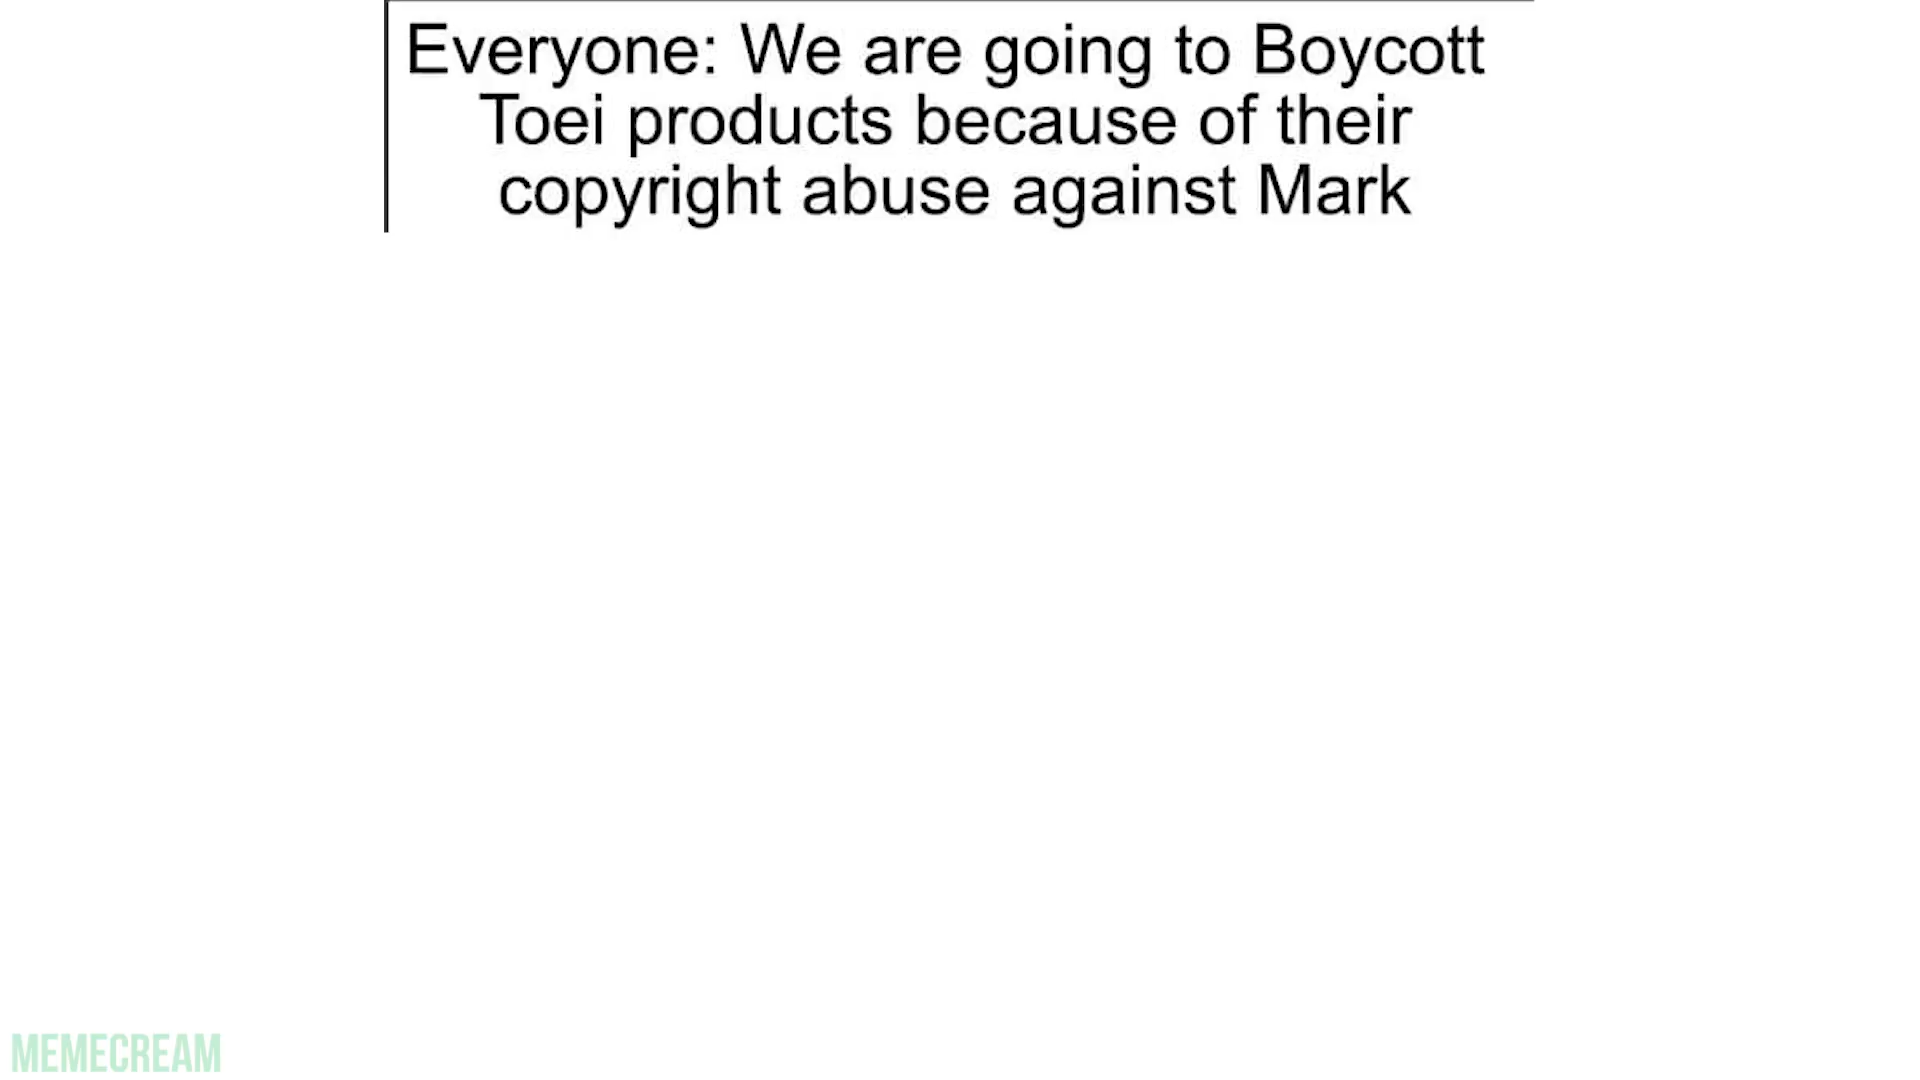 Everyone: We are going to Boycott
Toei products because of their
copyright abuse against Mark
MEMECREAM